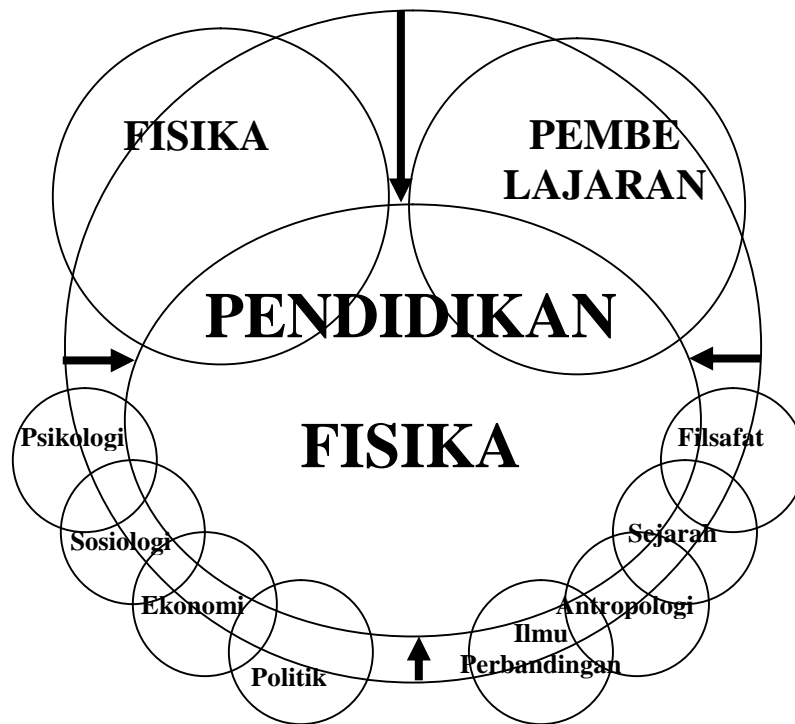 FISIKA
PEMBE
LAJARAN
PENDIDIKAN
FISIKA
Psikologi
Filsafat
Sosiologi
Sejarah
Ekonomi
Antropologi
Politik
Ilmu
Perbandingan